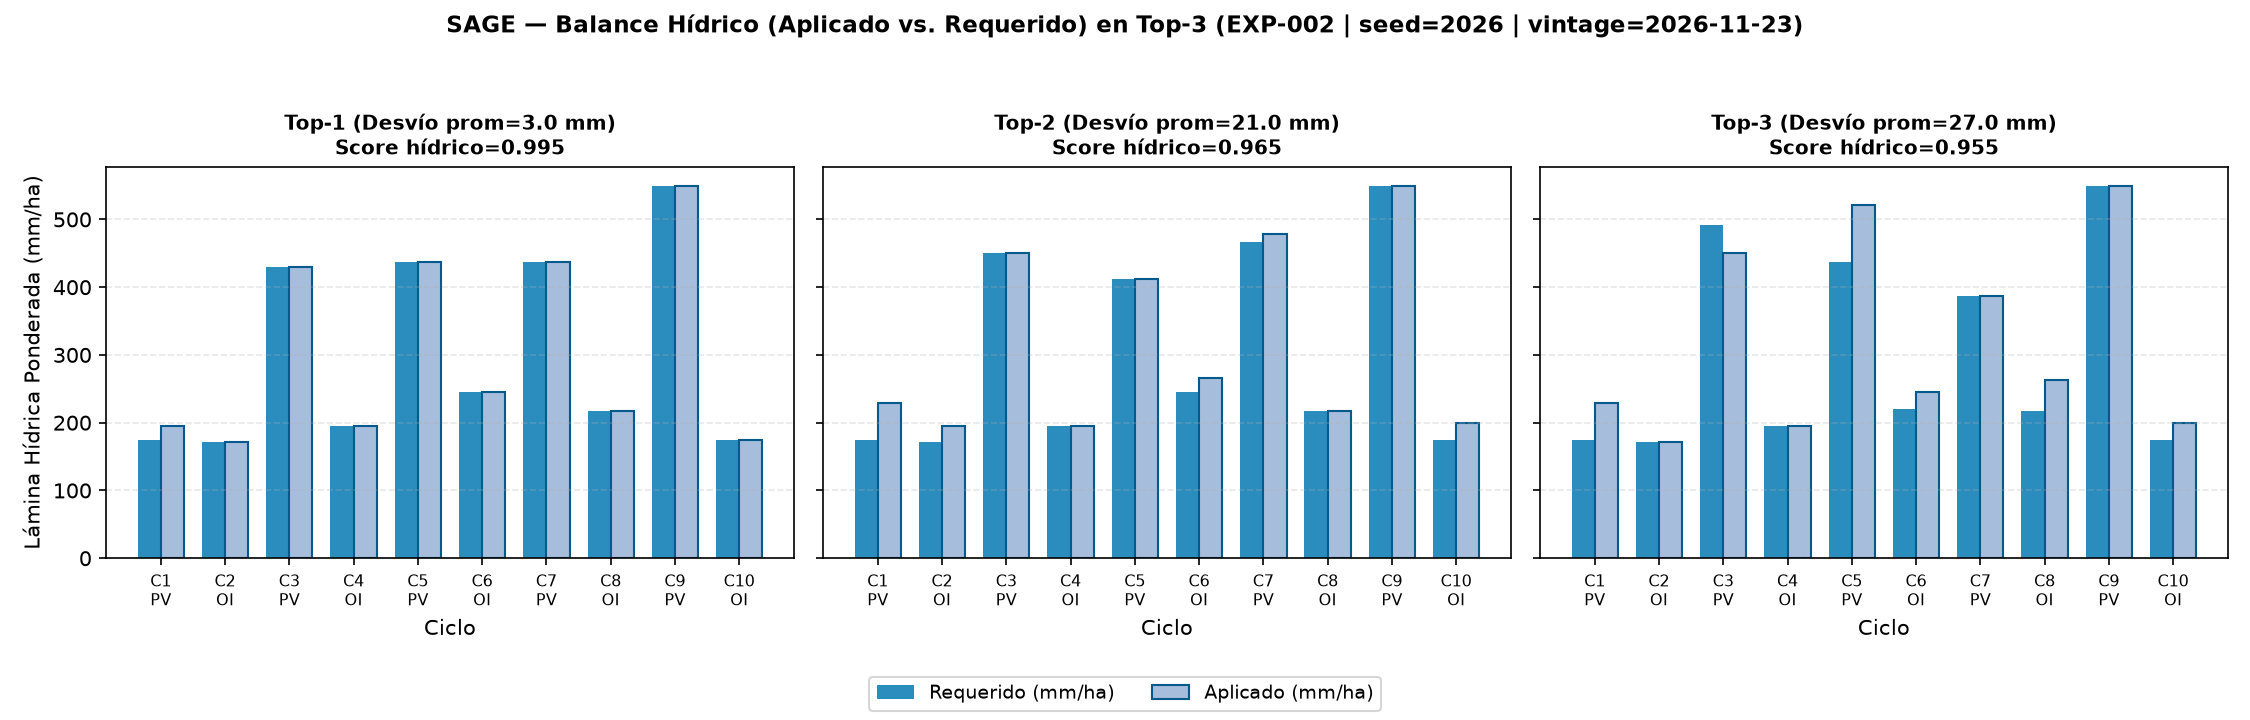 SAGE — Balance Hídrico (Aplicado vs. Requerido) en Top-3 (EXP-002 | seed=2026 | vintage=2026-11-23)
Top-1 (Desvío prom=3.0 mm)
Score hídrico=0.995
Top-2 (Desvío prom=21.0 mm)
Score hídrico=0.965
Top-3 (Desvío prom=27.0 mm)
Score hídrico=0.955
Lámina Hídrica Ponderada (mm/ha)
500
400
300
200
100
0
C1 C2 C3 C4 C5 C6 C7 C8 C9 C10
PV OI PV OI PV OI PV OI PV OI
Ciclo
C1 C2 C3 C4 C5 C6 C7 C8 C9 C10
PV OI PV OI PV OI PV OI PV OI
Ciclo
C1 C2 C3 C4 C5 C6 C7 C8 C9 C10
PV OI PV OI PV OI PV OI PV OI
Ciclo
Requerido (mm/ha)
Aplicado (mm/ha)